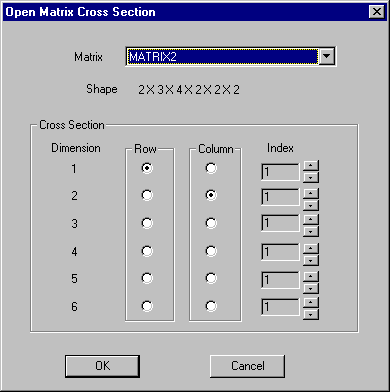 Open Matrix Cross Section
Matrix MATRIX2
Shape 2 X 3 X 4 X 2 X 2 X 2
Cross Section
Dimension Row Column Index
1 1
2 1
3 1
4 1
5 1
6 1
OK Cancel